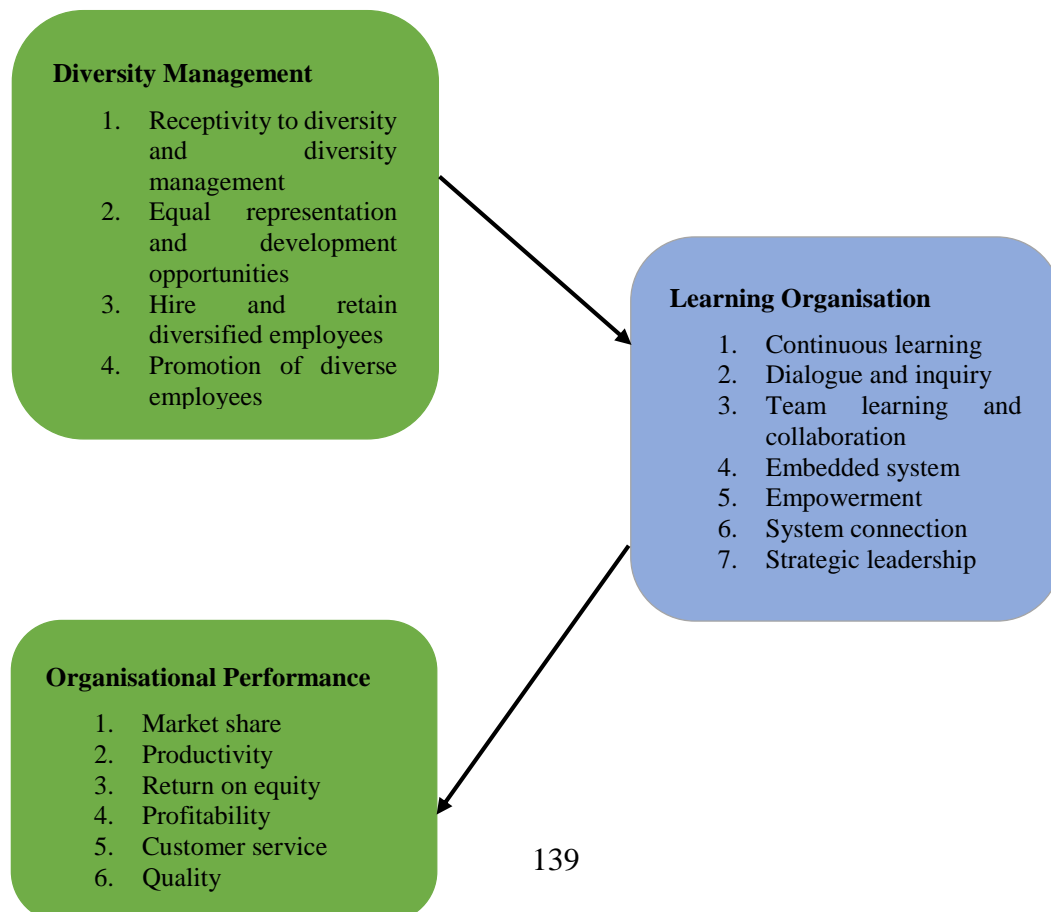 Diversity Management
1. Receptivity to diversity
and diversity
management
2. Equal representation
and development
opportunities
3. Hire and retain
diversified employees
4. Promotion of diverse
employees
Learning Organisation
1. Continuous learning
2. Dialogue and inquiry
3. Team learning and
collaboration
4. Embedded system
5. Empowerment
6. System connection
7. Strategic leadership
Organisational Performance
1. Market share
2. Productivity
3. Return on equity
4. Profitability
5. Customer service
6. Quality
139